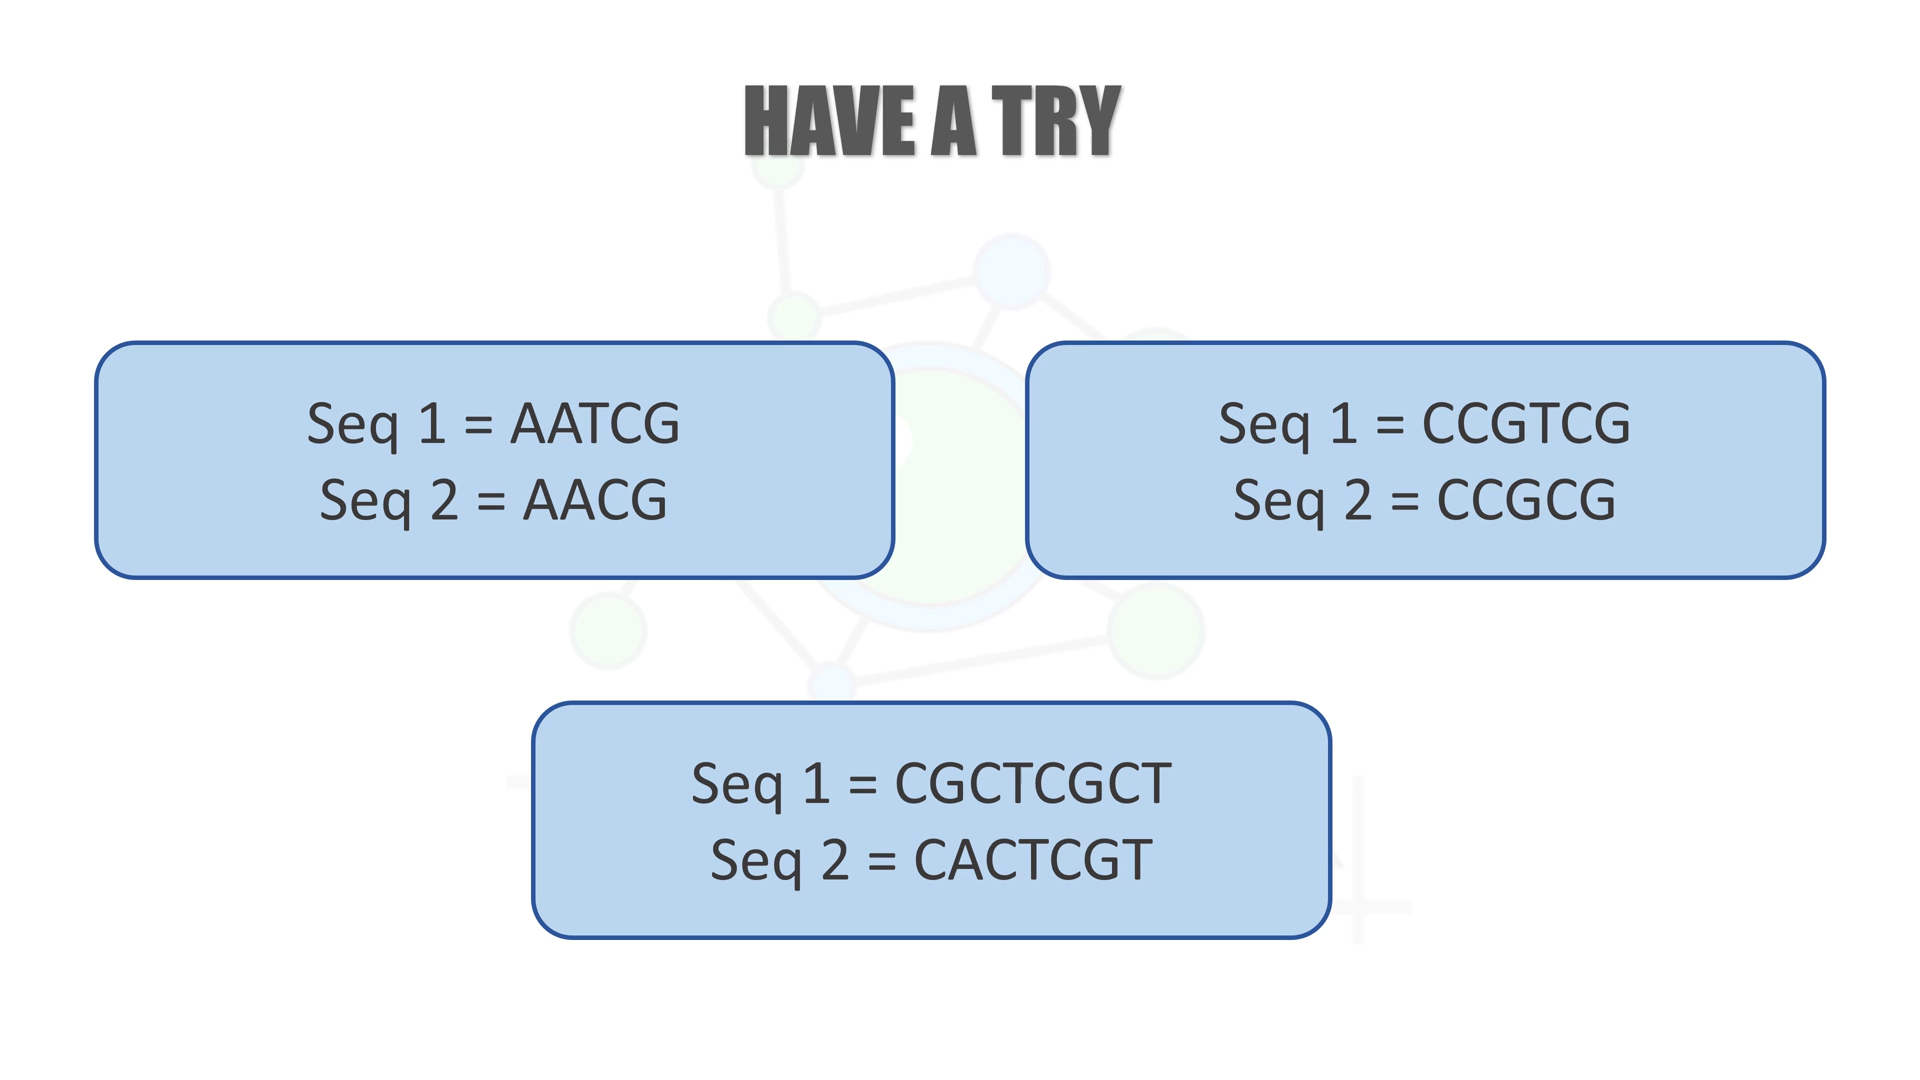 HAVE A TRY
Seq 1 = AATCG
Seq 2 = AACG
Seq 1 = CCGTCG
Seq 2 = CCGCG
Seq 1 = CGCTCGCT
Seq 2 = CACTCGT